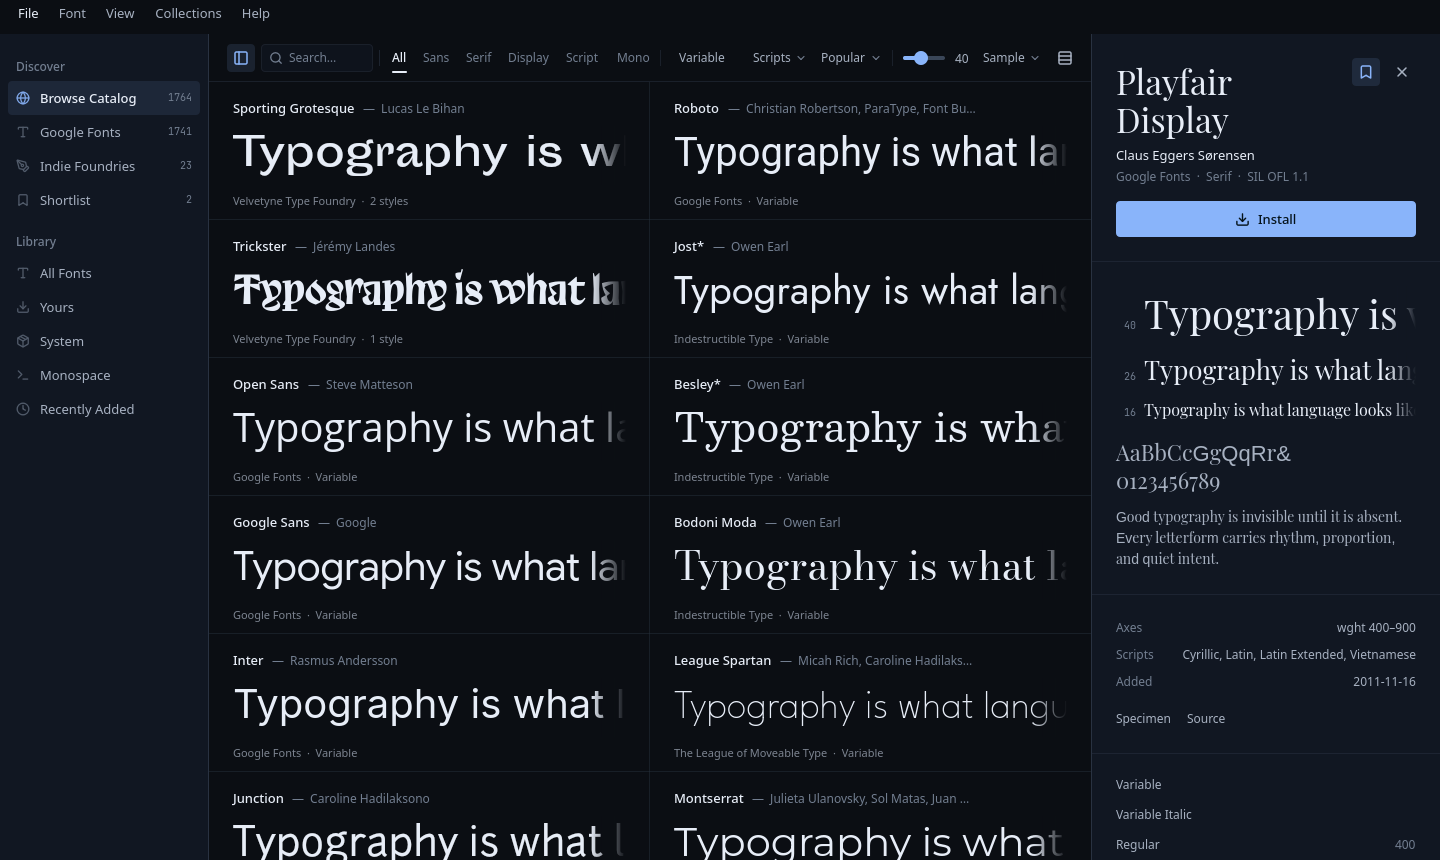 File Font View Collections Help
Discover
Browse Catalog 1764
Google Fonts 1741
Indie Foundries 23
Shortlist 2
Library
All Fonts
Yours
System
Monospace
Recently Added
Search... All Sans Serif Display Script Mono Variable Scripts Popular 40 Sample
Sporting Grotesque — Lucas Le Bihan
Typography is w
Velvetyne Type Foundry · 2 styles
Roboto — Christian Robertson, ParaType, Font Bu...
Typography is what la
Google Fonts · Variable
Trickster — Jérémy Landes
Typography is what la
Velvetyne Type Foundry · 1 style
Jost* — Owen Earl
Typography is what lang
Indestructible Type · Variable
Open Sans — Steve Matteson
Typography is what la
Google Fonts · Variable
Besley* — Owen Earl
Typography is wha
Indestructible Type · Variable
Google Sans — Google
Typography is what la
Google Fonts · Variable
Bodoni Moda — Owen Earl
Typography is what la
Indestructible Type · Variable
Inter — Rasmus Andersson
Typography is what l
Google Fonts · Variable
League Spartan — Micah Rich, Caroline Hadilaks...
Typography is what langu
The League of Moveable Type · Variable
Junction — Caroline Hadilaksono
Typography is what l
Montserrat — Julieta Ulanovsky, Sol Matas, Juan ...
Typography is what
Playfair
Display
Claus Eggers Sørensen
Google Fonts · Serif · SIL OFL 1.1
Install
40 Typography is w
26 Typography is what lang
16 Typography is what language looks lik
AaBbCcGgQqRr&
0123456789
Good typography is invisible until it is absent.
Every letterform carries rhythm, proportion,
and quiet intent.
Axes wght 400–900
Scripts Cyrillic, Latin, Latin Extended, Vietnamese
Added 2011-11-16
Specimen Source
Variable
Variable Italic
Regular 400